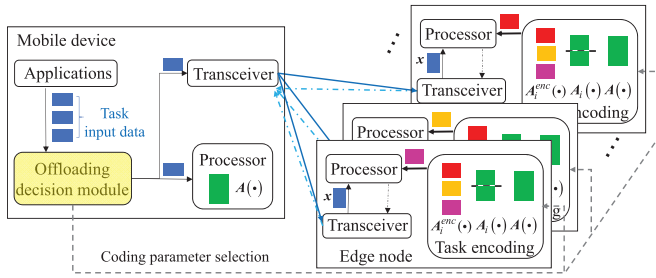 Mobile device
Applications
Task
input data
Offloading
decision module
Transceiver
Processor
A(•)
Coding parameter selection
Processor
x
Transceiver
A_i^{enc}(•) A_i(•) A(•)
coding
Processor
g
Processor
x
Transceiver
A_i^{enc}(•) A_i(•) A(•)
Task encoding
Edge node